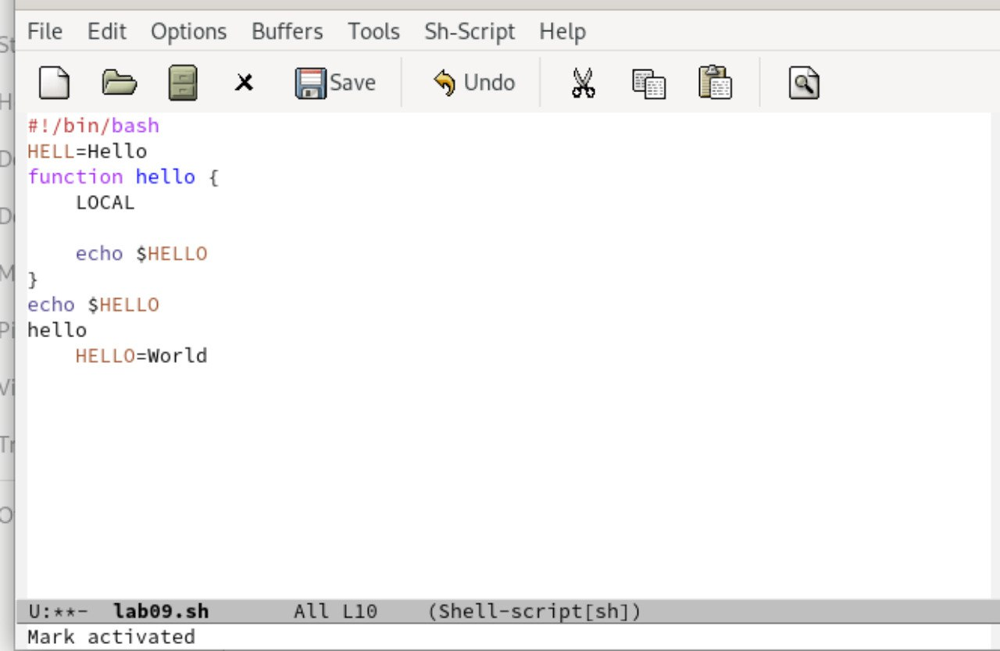 File Edit Options Buffers Tools Sh-Script Help
Save Undo
#!/bin/bash
HELL=Hello
function hello {
    LOCAL
    echo $HELLO
}
echo $HELLO
hello
    HELLO=World
U:**-  lab09.sh       All L10    (Shell-script[sh])
Mark activated